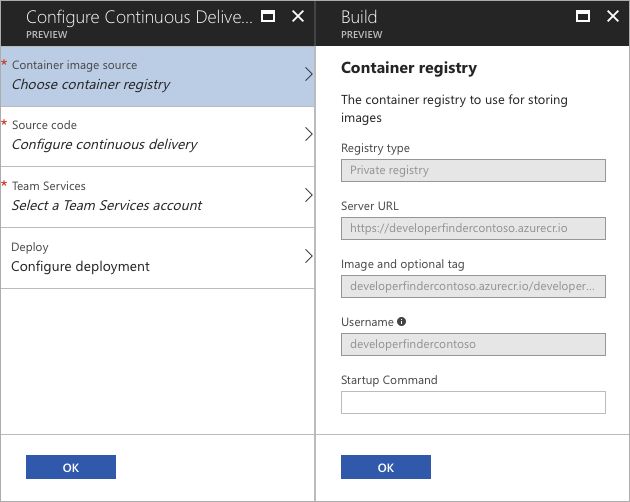 Configure Continuous Delive...
PREVIEW
* Container image source
Choose container registry
* Source code
Configure continuous delivery
* Team Services
Select a Team Services account
Deploy
Configure deployment
OK
Build
PREVIEW
Container registry
The container registry to use for storing
images
Registry type
Private registry
Server URL
https://developerfindercontoso.azurecr.io
Image and optional tag
developerfindercontoso.azurecr.io/developer...
Username
developerfindercontoso
Startup Command
OK